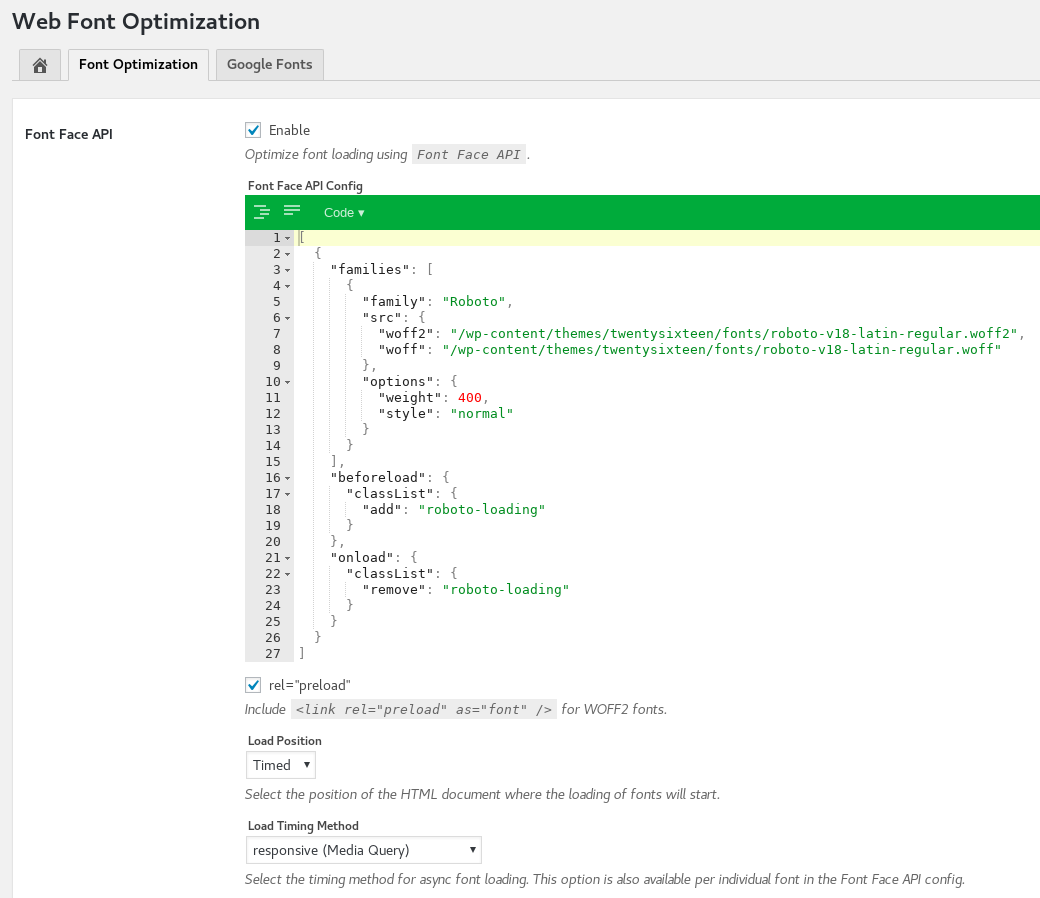 Web Font Optimization
Font Optimization Google Fonts
Font Face API
Enable
Optimize font loading using Font Face API.
Font Face API Config
Code ▾
1 [
2 {
3 "families": [
4 {
5 "family": "Roboto",
6 "src": {
7 "woff2": "/wp-content/themes/twentysixteen/fonts/roboto-v18-latin-regular.woff2",
8 "woff": "/wp-content/themes/twentysixteen/fonts/roboto-v18-latin-regular.woff"
9 },
10 "options": {
11 "weight": 400,
12 "style": "normal"
13 }
14 }
15 ],
16 "beforeload": {
17 "classList": {
18 "add": "roboto-loading"
19 }
20 },
21 "onload": {
22 "classList": {
23 "remove": "roboto-loading"
24 }
25 }
26 }
27 ]
rel="preload"
Include <link rel="preload" as="font" /> for WOFF2 fonts.
Load Position
Timed
Select the position of the HTML document where the loading of fonts will start.
Load Timing Method
responsive (Media Query)
Select the timing method for async font loading. This option is also available per individual font in the Font Face API config.